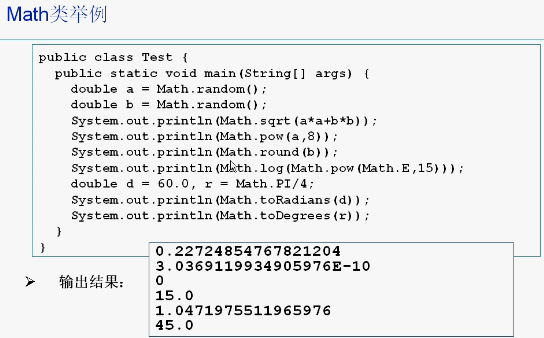 Math类举例
public class Test {
public static void main(String[] args) {
double a = Math.random();
double b = Math.random();
System.out.println(Math.sqrt(a*a+b*b));
System.out.println(Math.pow(a,8));
System.out.println(Math.round(b));
System.out.println(Math.log(Math.pow(Math.E,15)));
double d = 60.0, r = Math.PI/4;
System.out.println(Math.toRadians(d));
System.out.println(Math.toDegrees(r));
}
}
输出结果:
0.22724854767821204
3.0369119934905976E-10
0
15.0
1.0471975511965976
45.0